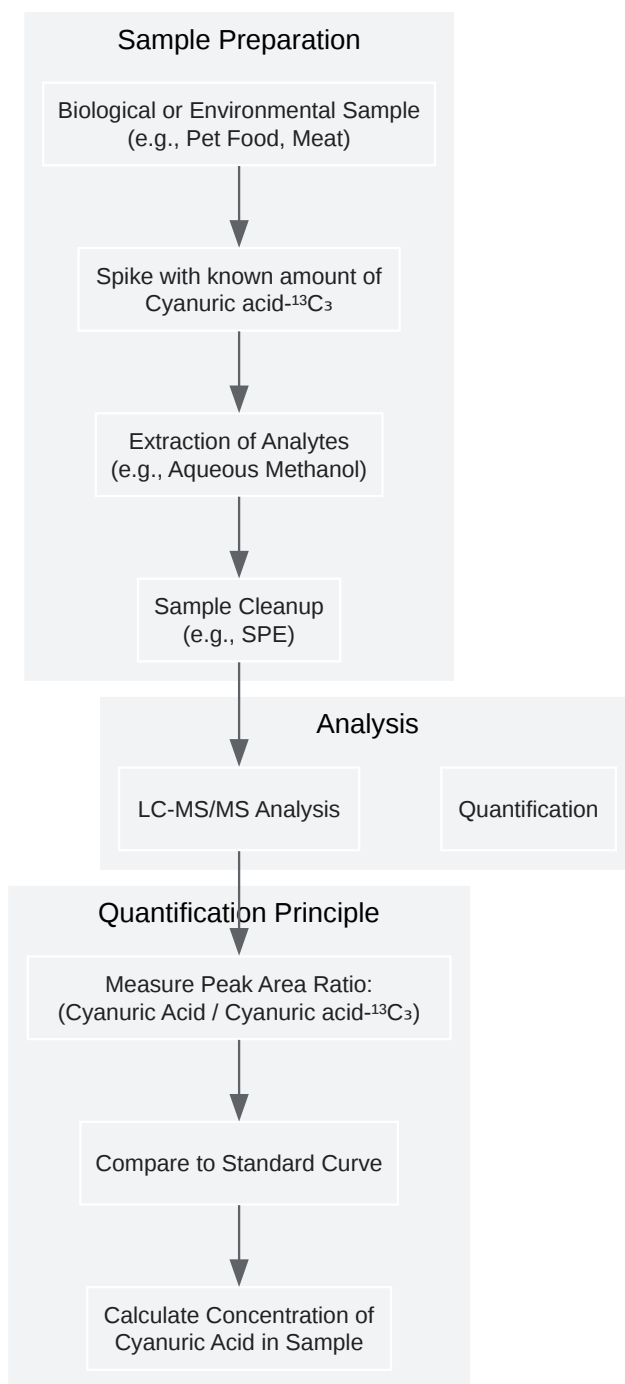 Sample Preparation
Biological or Environmental Sample
(e.g., Pet Food, Meat)
Spike with known amount of
Cyanuric acid-¹³C₃
Extraction of Analytes
(e.g., Aqueous Methanol)
Sample Cleanup
(e.g., SPE)
Analysis
LC-MS/MS Analysis
Quantification
Quantification Principle
Measure Peak Area Ratio:
(Cyanuric Acid / Cyanuric acid-¹³C₃)
Compare to Standard Curve
Calculate Concentration of
Cyanuric Acid in Sample